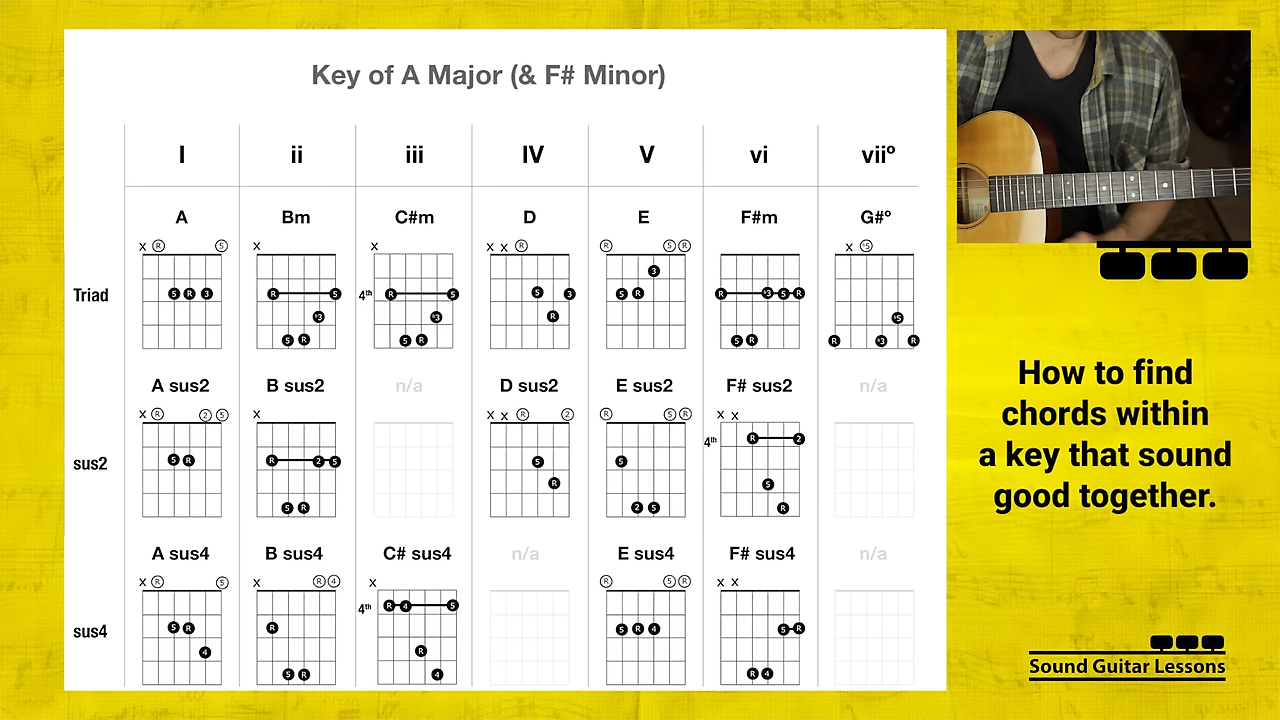 Key of A Major (& F# Minor)
I ii iii IV V vi viiº
A Bm C#m D E F#m G#º
Triad
4th
A sus2 B sus2 n/a D sus2 E sus2 F# sus2 n/a
sus2
4th
A sus4 B sus4 C# sus4 n/a E sus4 F# sus4 n/a
sus4
4th
How to find
chords within
a key that sound
good together.
Sound Guitar Lessons